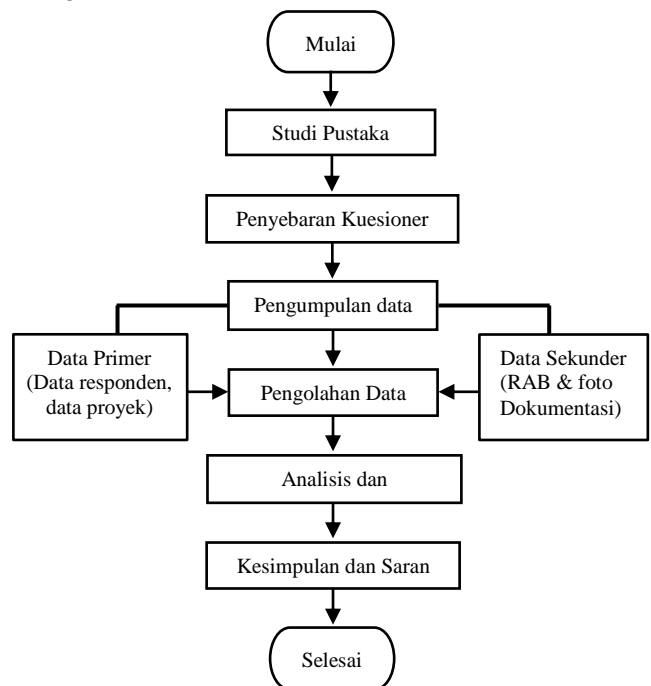 Mulai
Studi Pustaka
Penyebaran Kuesioner
Pengumpulan data
Data Primer
(Data responden,
data proyek)
Pengolahan Data
Data Sekunder
(RAB & foto
Dokumentasi)
Analisis dan
Kesimpulan dan Saran
Selesai